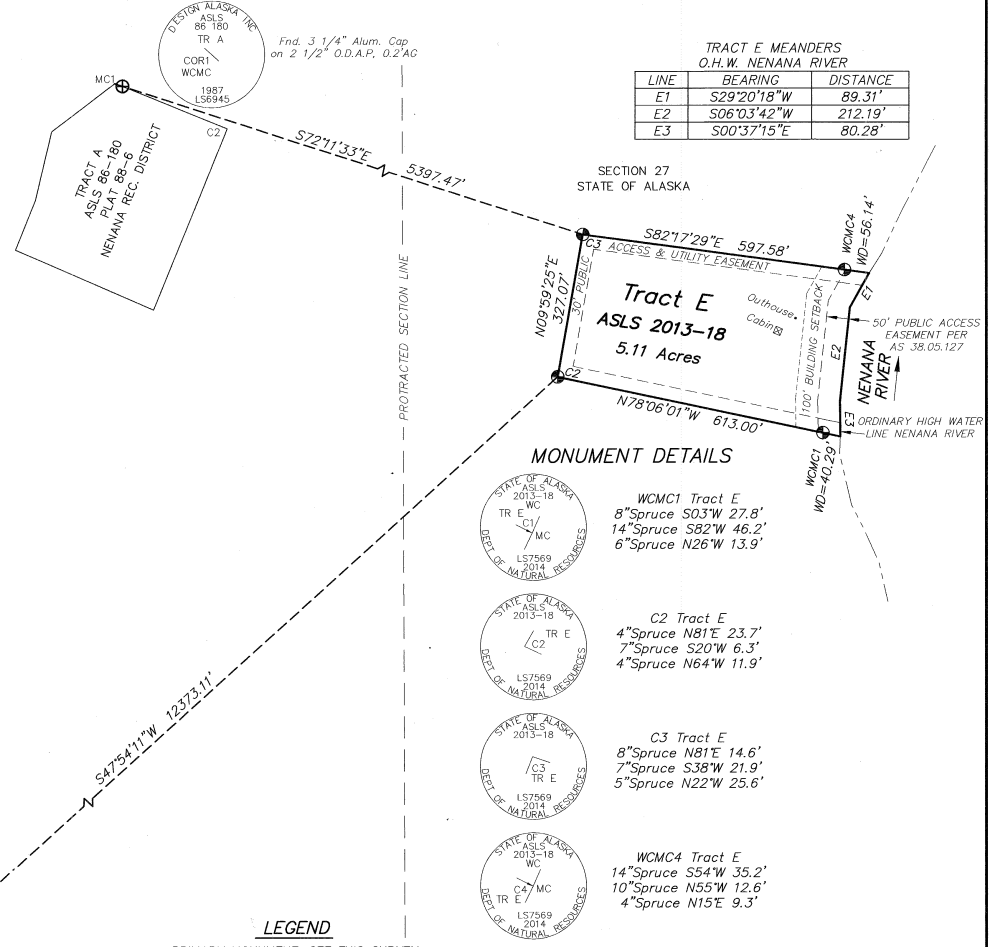 DESIGN ALASKA INC
ASLS
86 180
TR A
COR1
WCMC
1987
LS6945
Fnd. 3 1/4" Alum. Cap
on 2 1/2" O.D.A.P, 0.2'AG
MC1
C2
TRACT A
ASLS 86-180
PLAT 88-6
NENANA REC. DISTRICT
S72°11'33"E 5397.47'
PROTRACTED SECTION LINE
TRACT E MEANDERS
O.H.W. NENANA RIVER
LINE BEARING DISTANCE
E1 S29°20'18"W 89.31'
E2 S06°03'42"W 212.19'
E3 S00°37'15"E 80.28'
SECTION 27
STATE OF ALASKA
S82°17'29"E 597.58'
WCMC4
WD=56.14'
C3
ACCESS & UTILITY EASEMENT
30' PUBLIC
N09°59'25"E
327.07'
Tract E
ASLS 2013-18
5.11 Acres
Outhouse
Cabin
100' BUILDING SETBACK
E1
E2
E3
50' PUBLIC ACCESS
EASEMENT PER
AS 38.05.127
NENANA
RIVER
C2
N78°06'01"W 613.00'
ORDINARY HIGH WATER
LINE NENANA RIVER
WCMC1
WD=40.29'
S47°54'11"W 12373.11'
MONUMENT DETAILS
STATE OF ALASKA
ASLS
2013-18
WC
TR E
C1
MC
LS7569
2014
DEPT OF NATURAL RESOURCES
WCMC1 Tract E
8"Spruce S03°W 27.8'
14"Spruce S82°W 46.2'
6"Spruce N26°W 13.9'
STATE OF ALASKA
ASLS
2013-18
TR E
C2
LS7569
2014
DEPT OF NATURAL RESOURCES
C2 Tract E
4"Spruce N81°E 23.7'
7"Spruce S20°W 6.3'
4"Spruce N64°W 11.9'
STATE OF ALASKA
ASLS
2013-18
C3
TR E
LS7569
2014
DEPT OF NATURAL RESOURCES
C3 Tract E
8"Spruce N81°E 14.6'
7"Spruce S38°W 21.9'
5"Spruce N22°W 25.6'
STATE OF ALASKA
ASLS
2013-18
WC
C4
MC
TR E
LS7569
2014
DEPT OF NATURAL RESOURCES
WCMC4 Tract E
14"Spruce S54°W 35.2'
10"Spruce N55°W 12.6'
4"Spruce N15°E 9.3'
LEGEND